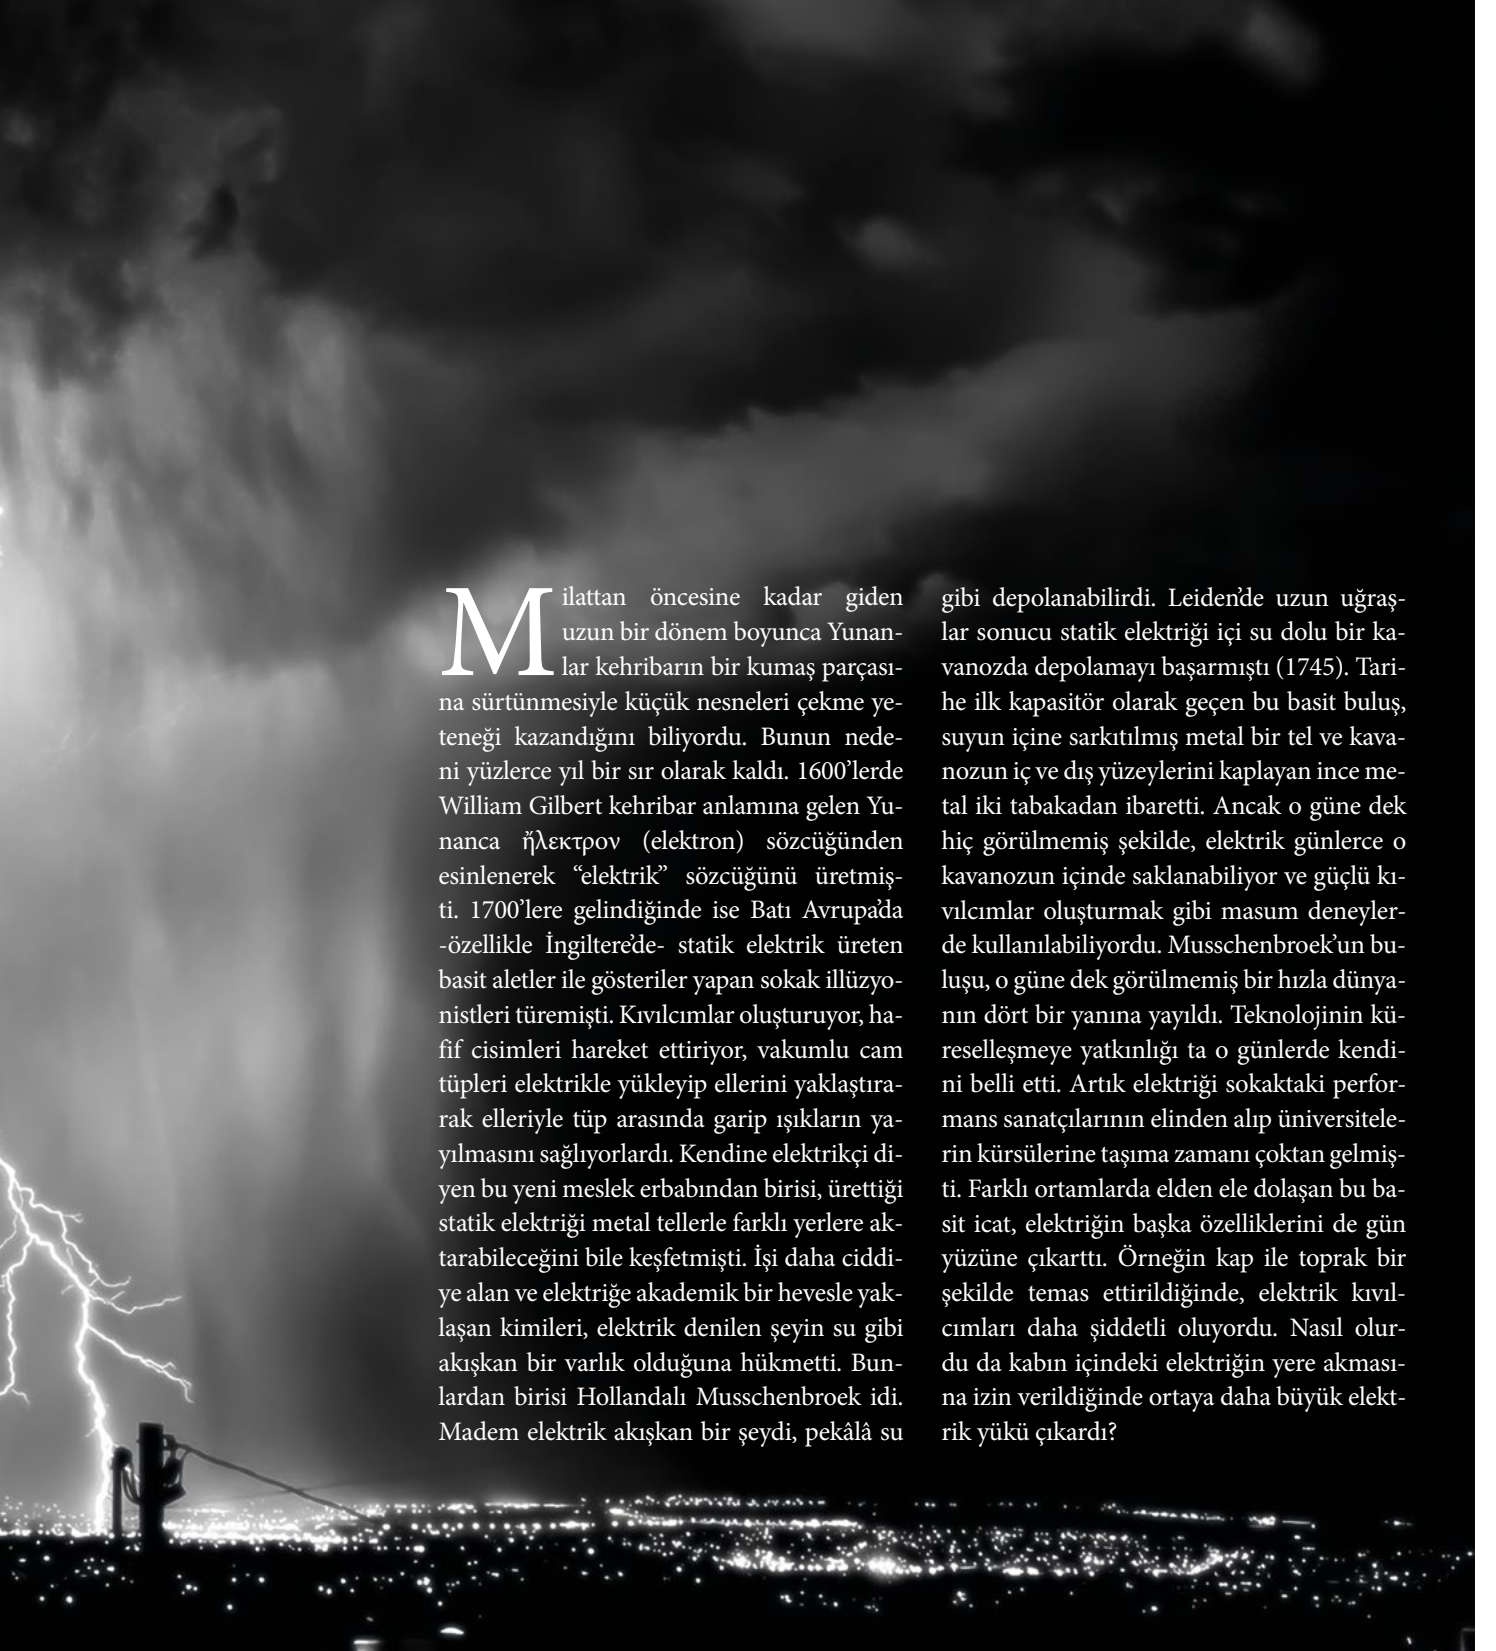 Milattan öncesine kadar giden
uzun bir dönem boyunca Yunan-
lar kehribarın bir kumaş parçası-
na sürtünmesiyle küçük nesneleri çekme ye-
teneği kazandığını biliyordu. Bunun nede-
ni yüzlerce yıl bir sır olarak kaldı. 1600’lerde
William Gilbert kehribar anlamına gelen Yu-
nanca ἤλεκτρον (elektron) sözcüğünden
esinlenerek “elektrik” sözcüğünü üretmiş-
ti. 1700’lere gelindiğinde ise Batı Avrupa’da
-özellikle İngiltere’de- statik elektrik üreten
basit aletler ile gösteriler yapan sokak illüzyo-
nistleri türemişti. Kıvılcımlar oluşturuyor, ha-
fif cisimleri hareket ettiriyor, vakumlu cam
tüpleri elektrikle yükleyip ellerini yaklaştıra-
rak elleriyle tüp arasında garip ışıkların ya-
yılmasını sağlıyorlardı. Kendine elektrikçi di-
yen bu yeni meslek erbabından birisi, ürettiği
statik elektriği metal tellerle farklı yerlere ak-
tarabileceğini bile keşfetmişti. İşi daha ciddi-
ye alan ve elektriğe akademik bir hevesle yak-
laşan kimileri, elektrik denilen şeyin su gibi
akışkan bir varlık olduğuna hükmetti. Bun-
lardan birisi Hollandalı Musschenbroek idi.
Madem elektrik akışkan bir şeydi, pekâlâ su
gibi depolanabilirdi. Leiden’de uzun uğraş-
lar sonucu statik elektriği içi su dolu bir ka-
vanozda depolamayı başarmıştı (1745). Tari-
he ilk kapasitör olarak geçen bu basit buluş,
suyun içine sarkıtılmış metal bir tel ve kava-
nozun iç ve dış yüzeylerini kaplayan ince me-
tal iki tabakadan ibaretti. Ancak o güne dek
hiç görülmemiş şekilde, elektrik günlerce o
kavanozun içinde saklanabiliyor ve güçlü kı-
vılcımlar oluşturmak gibi masum deneyler-
de kullanılabiliyordu. Musschenbroek’un bu-
luşu, o güne dek görülmemiş bir hızla dünya-
nın dört bir yanına yayıldı. Teknolojinin kü-
reselleşmeye yatkınlığı ta o günlerde kendi-
ni belli etti. Artık elektriği sokaktaki perfor-
mans sanatçılarının elinden alıp üniversitele-
rin kürsülerine taşıma zamanı çoktan gelmiş-
ti. Farklı ortamlarda elden ele dolaşan bu ba-
sit icat, elektriğin başka özelliklerini de gün
yüzüne çıkarttı. Örneğin kap ile toprak bir
şekilde temas ettirildiğinde, elektrik kıvıl-
cımları daha şiddetli oluyordu. Nasıl olur-
du da kabın içindeki elektriğin yere akması-
na izin verildiğinde ortaya daha büyük elekt-
rik yükü çıkardı?